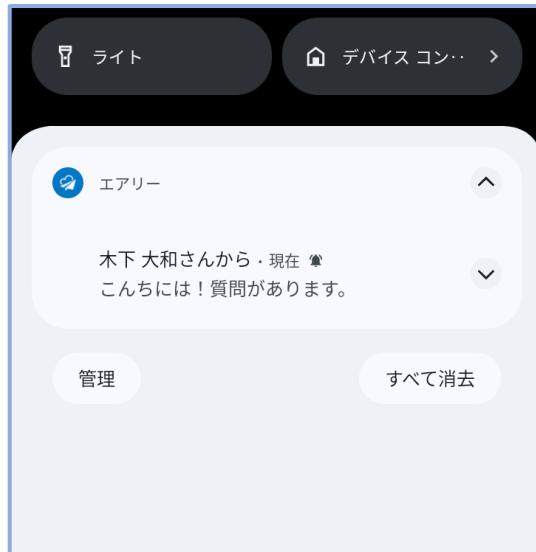 ライト
デバイス コン‥
エアリー
木下 大和さんから・現在
こんちには！質問があります。
管理
すべて消去